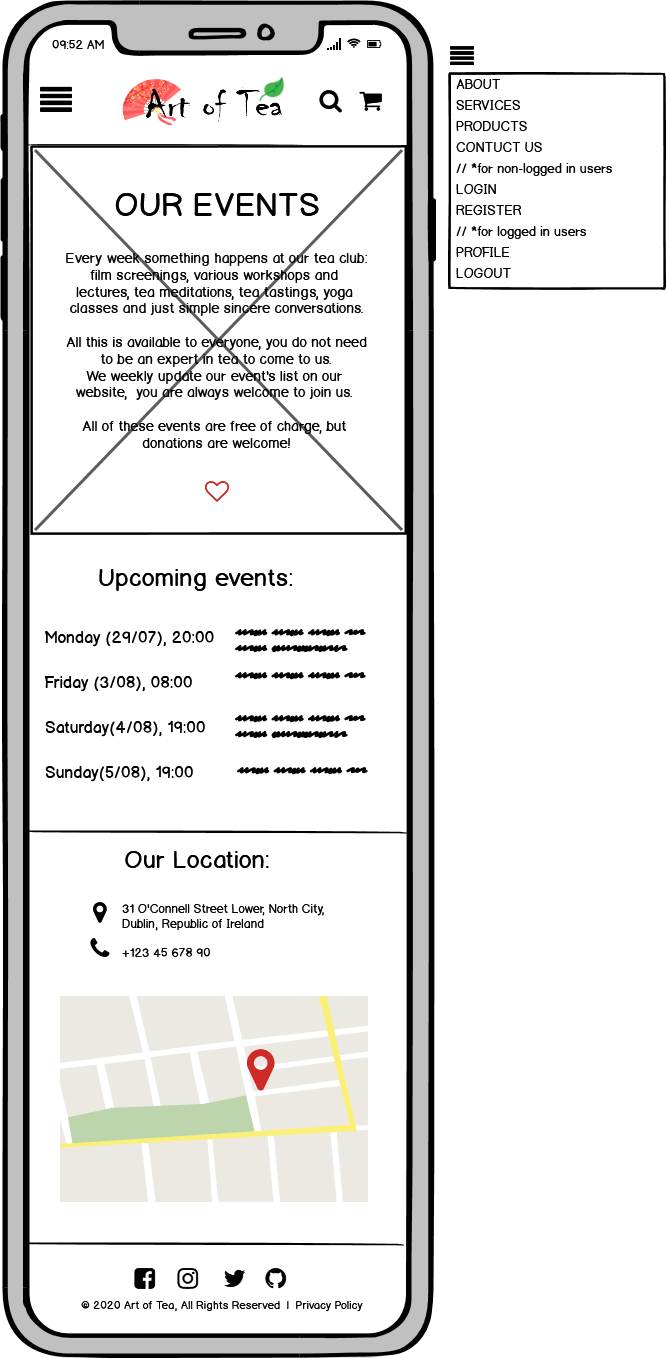 09:52 AM
Art of Tea
OUR EVENTS
Every week something happens at our tea club:
film screenings, various workshops and
lectures, tea meditations, tea tastings, yoga
classes and just simple sincere conversations.
All this is available to everyone, you do not need
to be an expert in tea to come to us.
We weekly update our event's list on our
website, you are always welcome to join us.
All of these events are free of charge, but
donations are welcome!
Upcoming events:
Monday (29/07), 20:00
Friday (3/08), 08:00
Saturday(4/08), 19:00
Sunday(5/08), 19:00
Our Location:
31 O'Connell Street Lower, North City,
Dublin, Republic of Ireland
+123 45 678 90
© 2020 Art of Tea, All Rights Reserved | Privacy Policy
ABOUT
SERVICES
PRODUCTS
CONTUCT US
// *for non-logged in users
LOGIN
REGISTER
// *for logged in users
PROFILE
LOGOUT